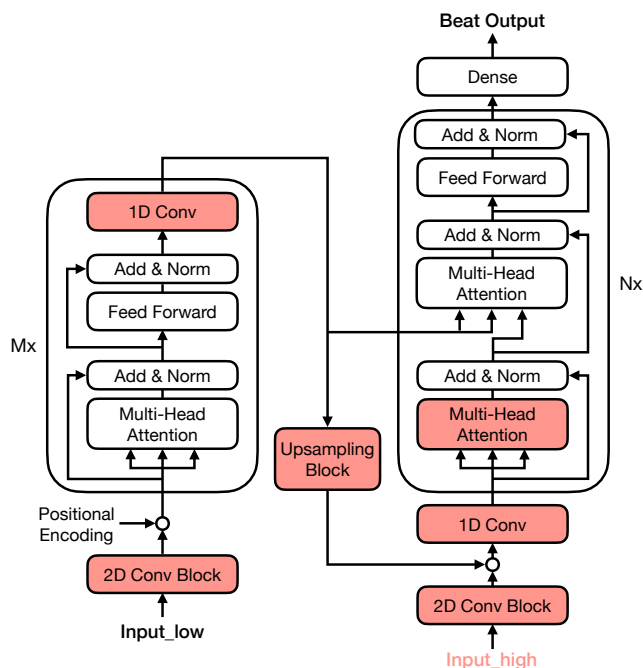 Beat Output
Dense
Add & Norm
Feed Forward
Add & Norm
Multi-Head
Attention
Nx
Add & Norm
Multi-Head
Attention
1D Conv
2D Conv Block
Input_high
1D Conv
Add & Norm
Feed Forward
Mx
Add & Norm
Multi-Head
Attention
Positional
Encoding
2D Conv Block
Input_low
Upsampling
Block